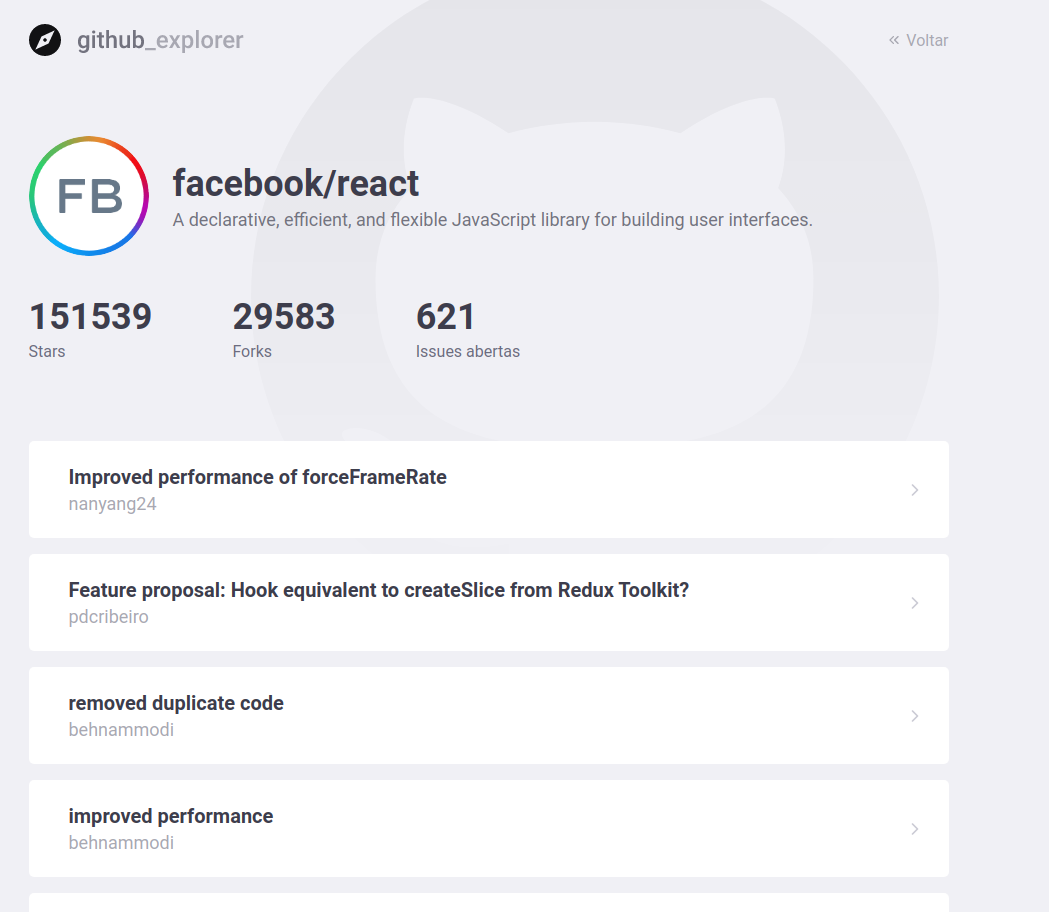 github_explorer
« Voltar
FB
facebook/react
A declarative, efficient, and flexible JavaScript library for building user interfaces.
151539
Stars
29583
Forks
621
Issues abertas
Improved performance of forceFrameRate
nanyang24
Feature proposal: Hook equivalent to createSlice from Redux Toolkit?
pdcribeiro
removed duplicate code
behnammodi
improved performance
behnammodi